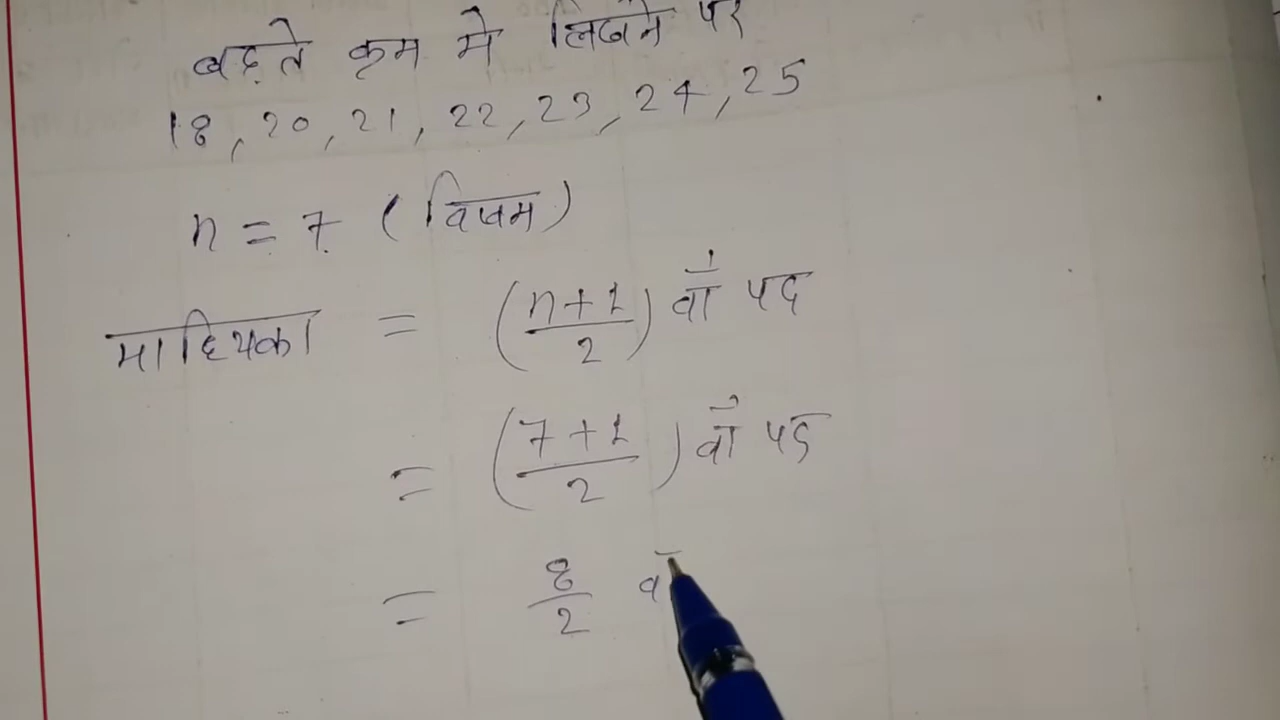 बढ़ते क्रम मे लिखने पर
18, 20, 21, 22, 23, 24, 25
n = 7 (विषम)
माध्यिका = (n+1/2) वाँ पद
= (7+1/2) वाँ पद
= 8/2 व